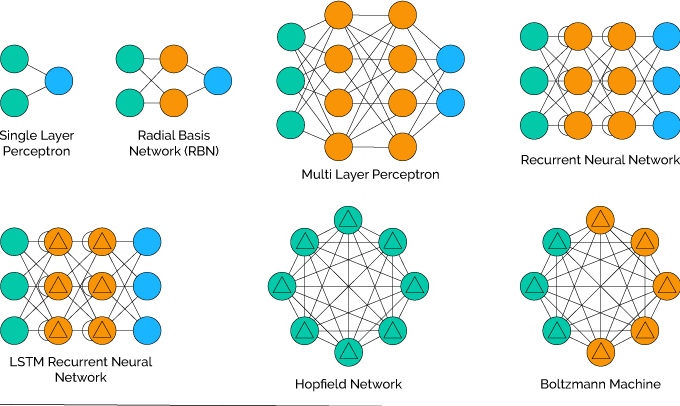 Single Layer
Perceptron
Radial Basis
Network (RBN)
Multi Layer Perceptron
Recurrent Neural Network
LSTM Recurrent Neural
Network
Hopfield Network
Boltzmann Machine